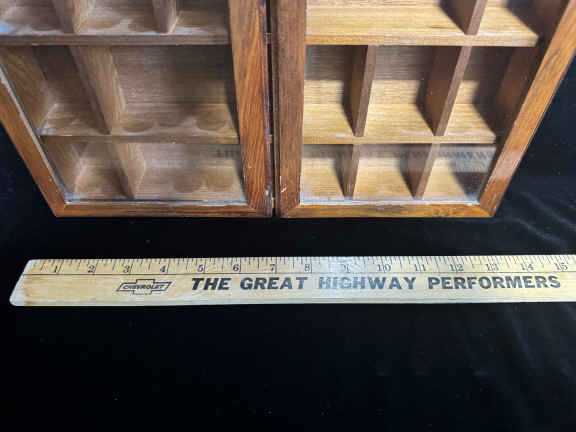 1 2 3 4 5 6 7 8 9 10 11 12 13 14 15
CHEVROLET THE GREAT HIGHWAY PERFORMERS